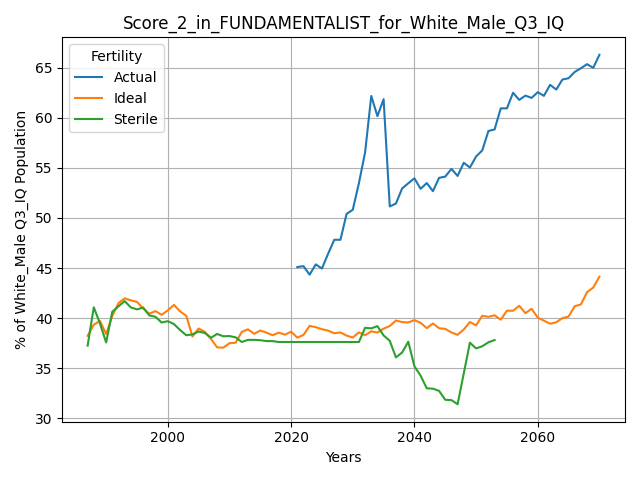 Score_2_in_FUNDAMENTALIST_for_White_Male_Q3_IQ
Fertility
Actual
Ideal
Sterile
% of White_Male Q3_IQ Population
65
60
55
50
45
40
35
30
2000
2020
2040
2060
Years